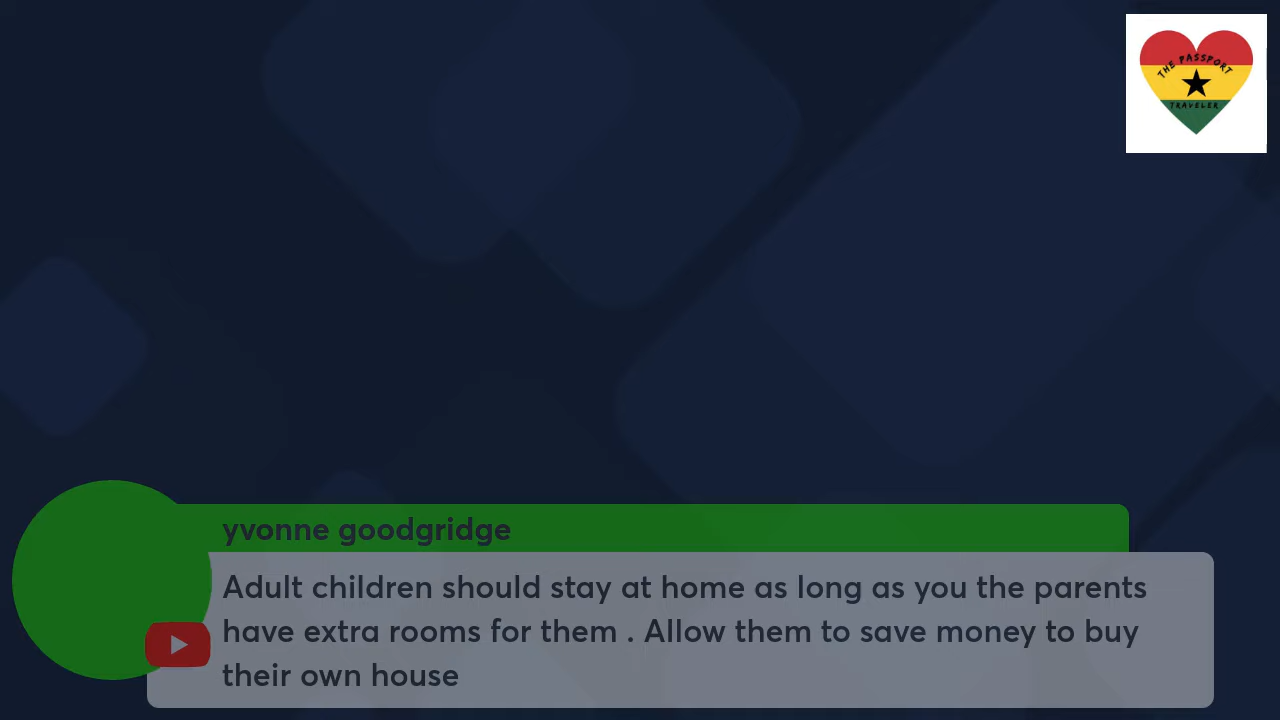 THE PASSPORT
TRAVELER
yvonne goodgridge
Adult children should stay at home as long as you the parents
have extra rooms for them . Allow them to save money to buy
their own house